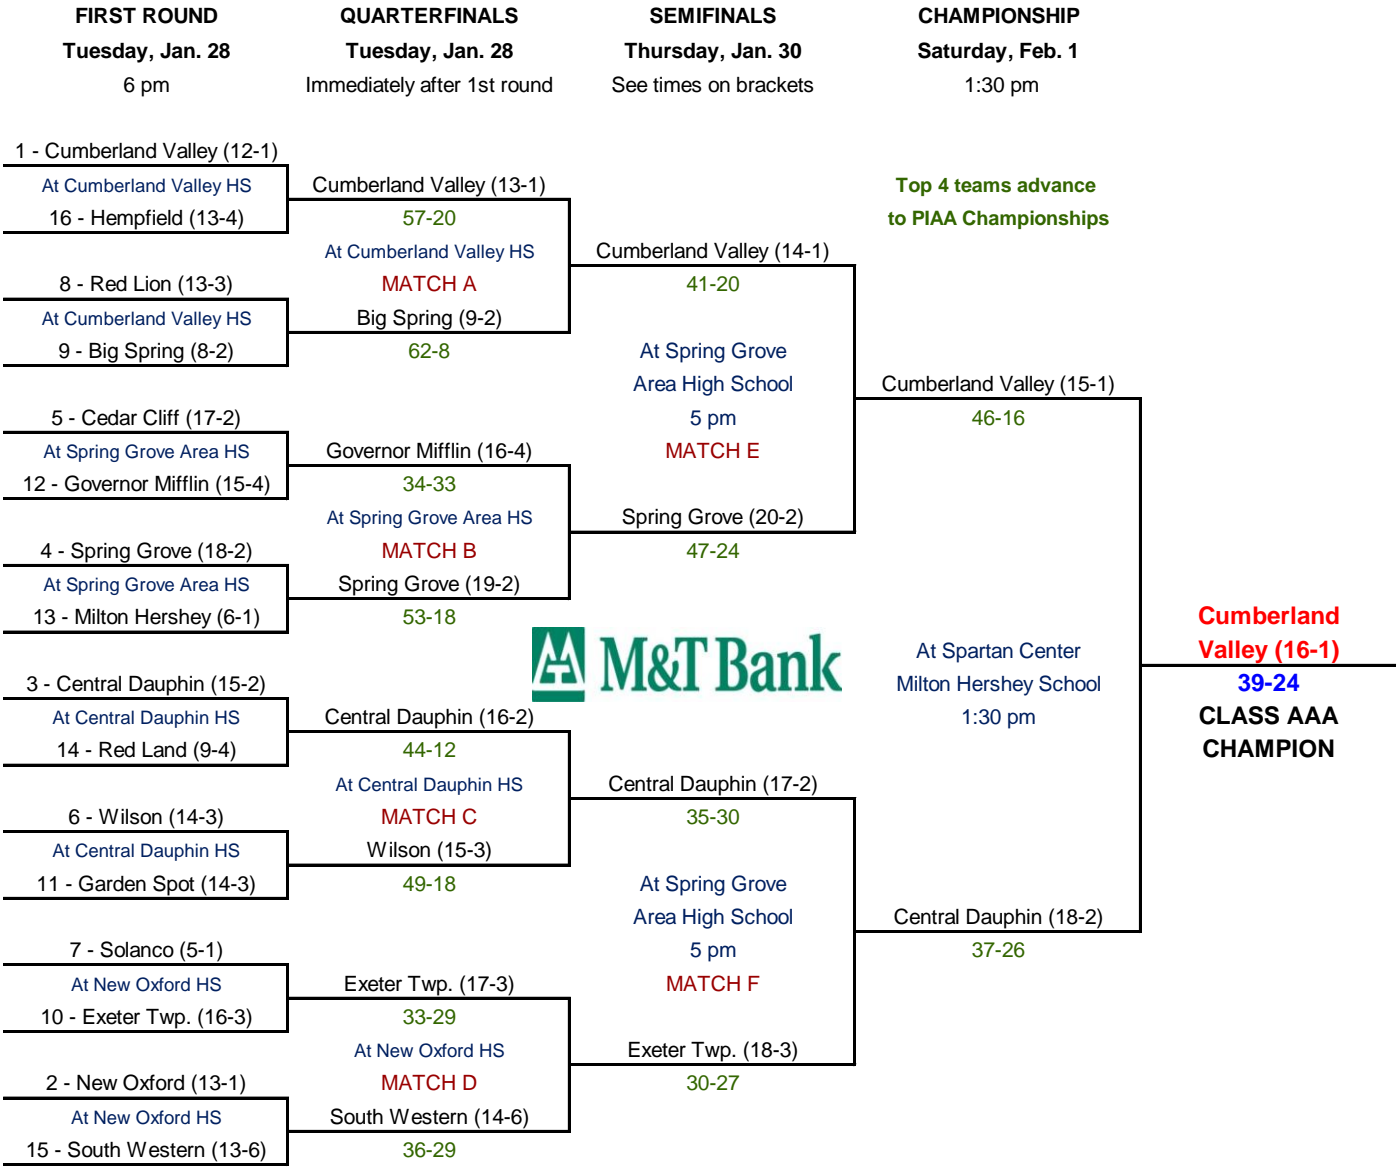 FIRST ROUND
Tuesday, Jan. 28
6 pm
QUARTERFINALS
Tuesday, Jan. 28
Immediately after 1st round
SEMIFINALS
Thursday, Jan. 30
See times on brackets
CHAMPIONSHIP
Saturday, Feb. 1
1:30 pm
1 - Cumberland Valley (12-1)
At Cumberland Valley HS
16 - Hempfield (13-4)
8 - Red Lion (13-3)
At Cumberland Valley HS
9 - Big Spring (8-2)
5 - Cedar Cliff (17-2)
At Spring Grove Area HS
12 - Governor Mifflin (15-4)
4 - Spring Grove (18-2)
At Spring Grove Area HS
13 - Milton Hershey (6-1)
3 - Central Dauphin (15-2)
At Central Dauphin HS
14 - Red Land (9-4)
6 - Wilson (14-3)
At Central Dauphin HS
11 - Garden Spot (14-3)
7 - Solanco (5-1)
At New Oxford HS
10 - Exeter Twp. (16-3)
2 - New Oxford (13-1)
At New Oxford HS
15 - South Western (13-6)
Cumberland Valley (13-1)
57-20
At Cumberland Valley HS
MATCH A
Big Spring (9-2)
62-8
Governor Mifflin (16-4)
34-33
At Spring Grove Area HS
MATCH B
Spring Grove (19-2)
53-18
Central Dauphin (16-2)
44-12
At Central Dauphin HS
MATCH C
Wilson (15-3)
49-18
Exeter Twp. (17-3)
33-29
At New Oxford HS
MATCH D
South Western (14-6)
36-29
Cumberland Valley (14-1)
41-20
At Spring Grove
Area High School
5 pm
MATCH E
Spring Grove (20-2)
47-24
M&T Bank
Central Dauphin (17-2)
35-30
At Spring Grove
Area High School
5 pm
MATCH F
Exeter Twp. (18-3)
30-27
Top 4 teams advance
to PIAA Championships
Cumberland Valley (15-1)
46-16
At Spartan Center
Milton Hershey School
1:30 pm
Central Dauphin (18-2)
37-26
Cumberland
Valley (16-1)
39-24
CLASS AAA
CHAMPION